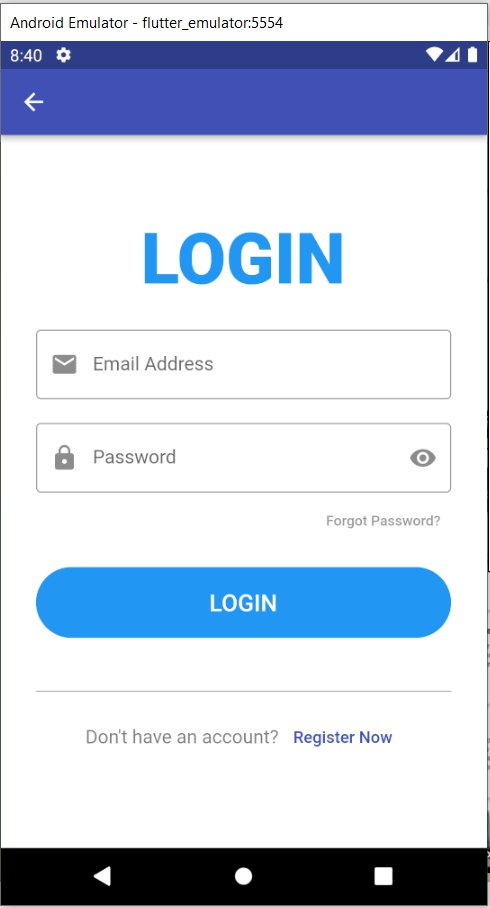 Android Emulator - flutter_emulator:5554
8:40
LOGIN
Email Address
Password
Forgot Password?
LOGIN
Don't have an account? Register Now